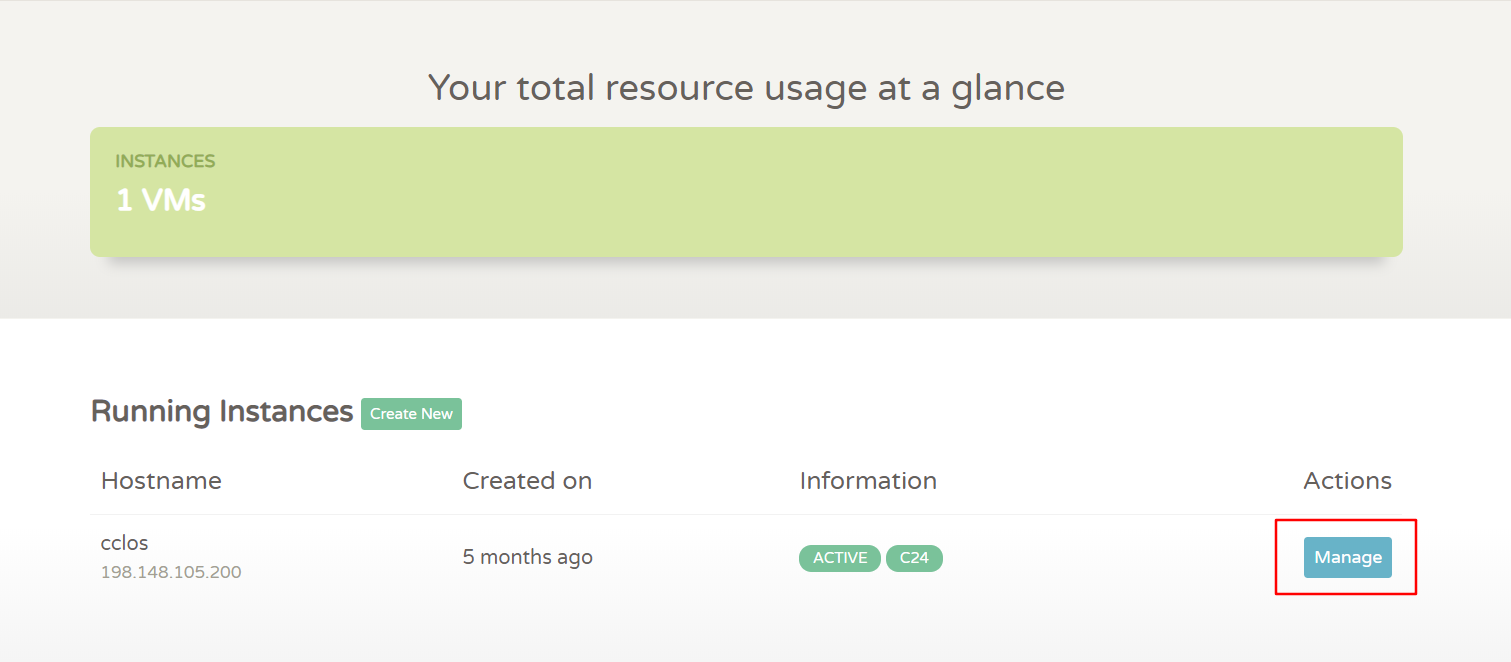 Your total resource usage at a glance
INSTANCES
1 VMs
Running Instances Create New
Hostname Created on Information Actions
cclos
198.148.105.200
5 months ago ACTIVE C24 Manage